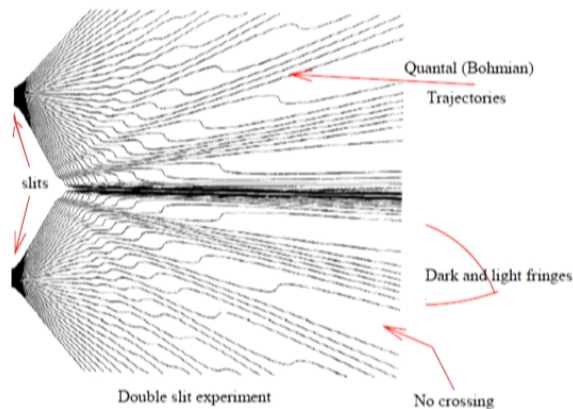 Quantal (Bohmian)
Trajectories
slits
Dark and light fringes
Double slit experiment
No crossing